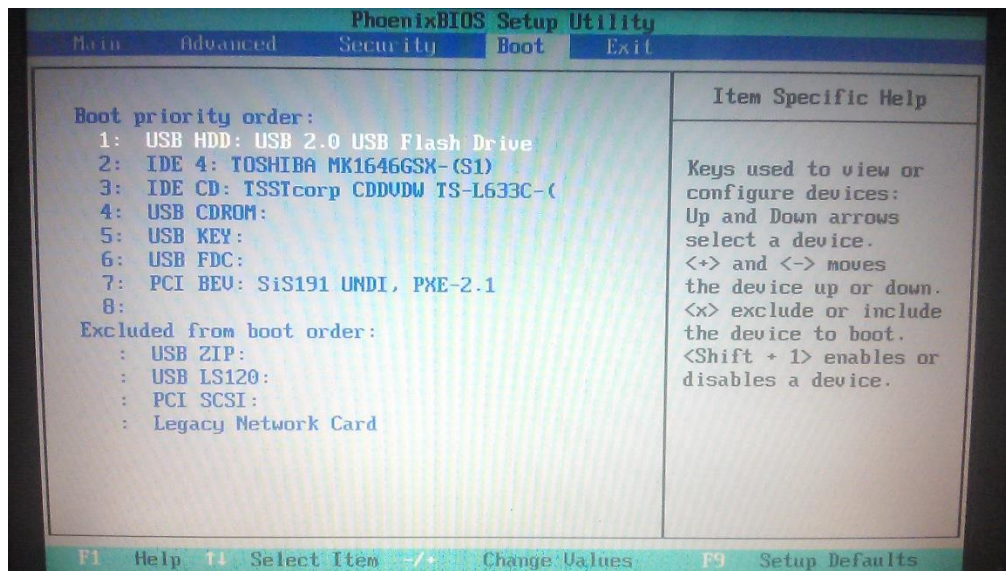 PhoenixBIOS Setup Utility
Main Advanced Security Boot Exit
Boot priority order:
1: USB HDD: USB 2.0 USB Flash Drive
2: IDE 4: TOSHIBA MK1646GSX-(S1)
3: IDE CD: TSSTcorp CDDVDW TS-L633C-(
4: USB CDROM:
5: USB KEY:
6: USB FDC:
7: PCI BEV: SiS191 UNDI, PXE-2.1
8:
Excluded from boot order:
: USB ZIP:
: USB LS120:
: PCI SCSI:
: Legacy Network Card
Item Specific Help
Keys used to view or
configure devices:
Up and Down arrows
select a device.
<+> and <-> moves
the device up or down.
<x> exclude or include
the device to boot.
<Shift + 1> enables or
disables a device.
F1 Help ↑↓ Select Item -/+ Change Values F9 Setup Defaults